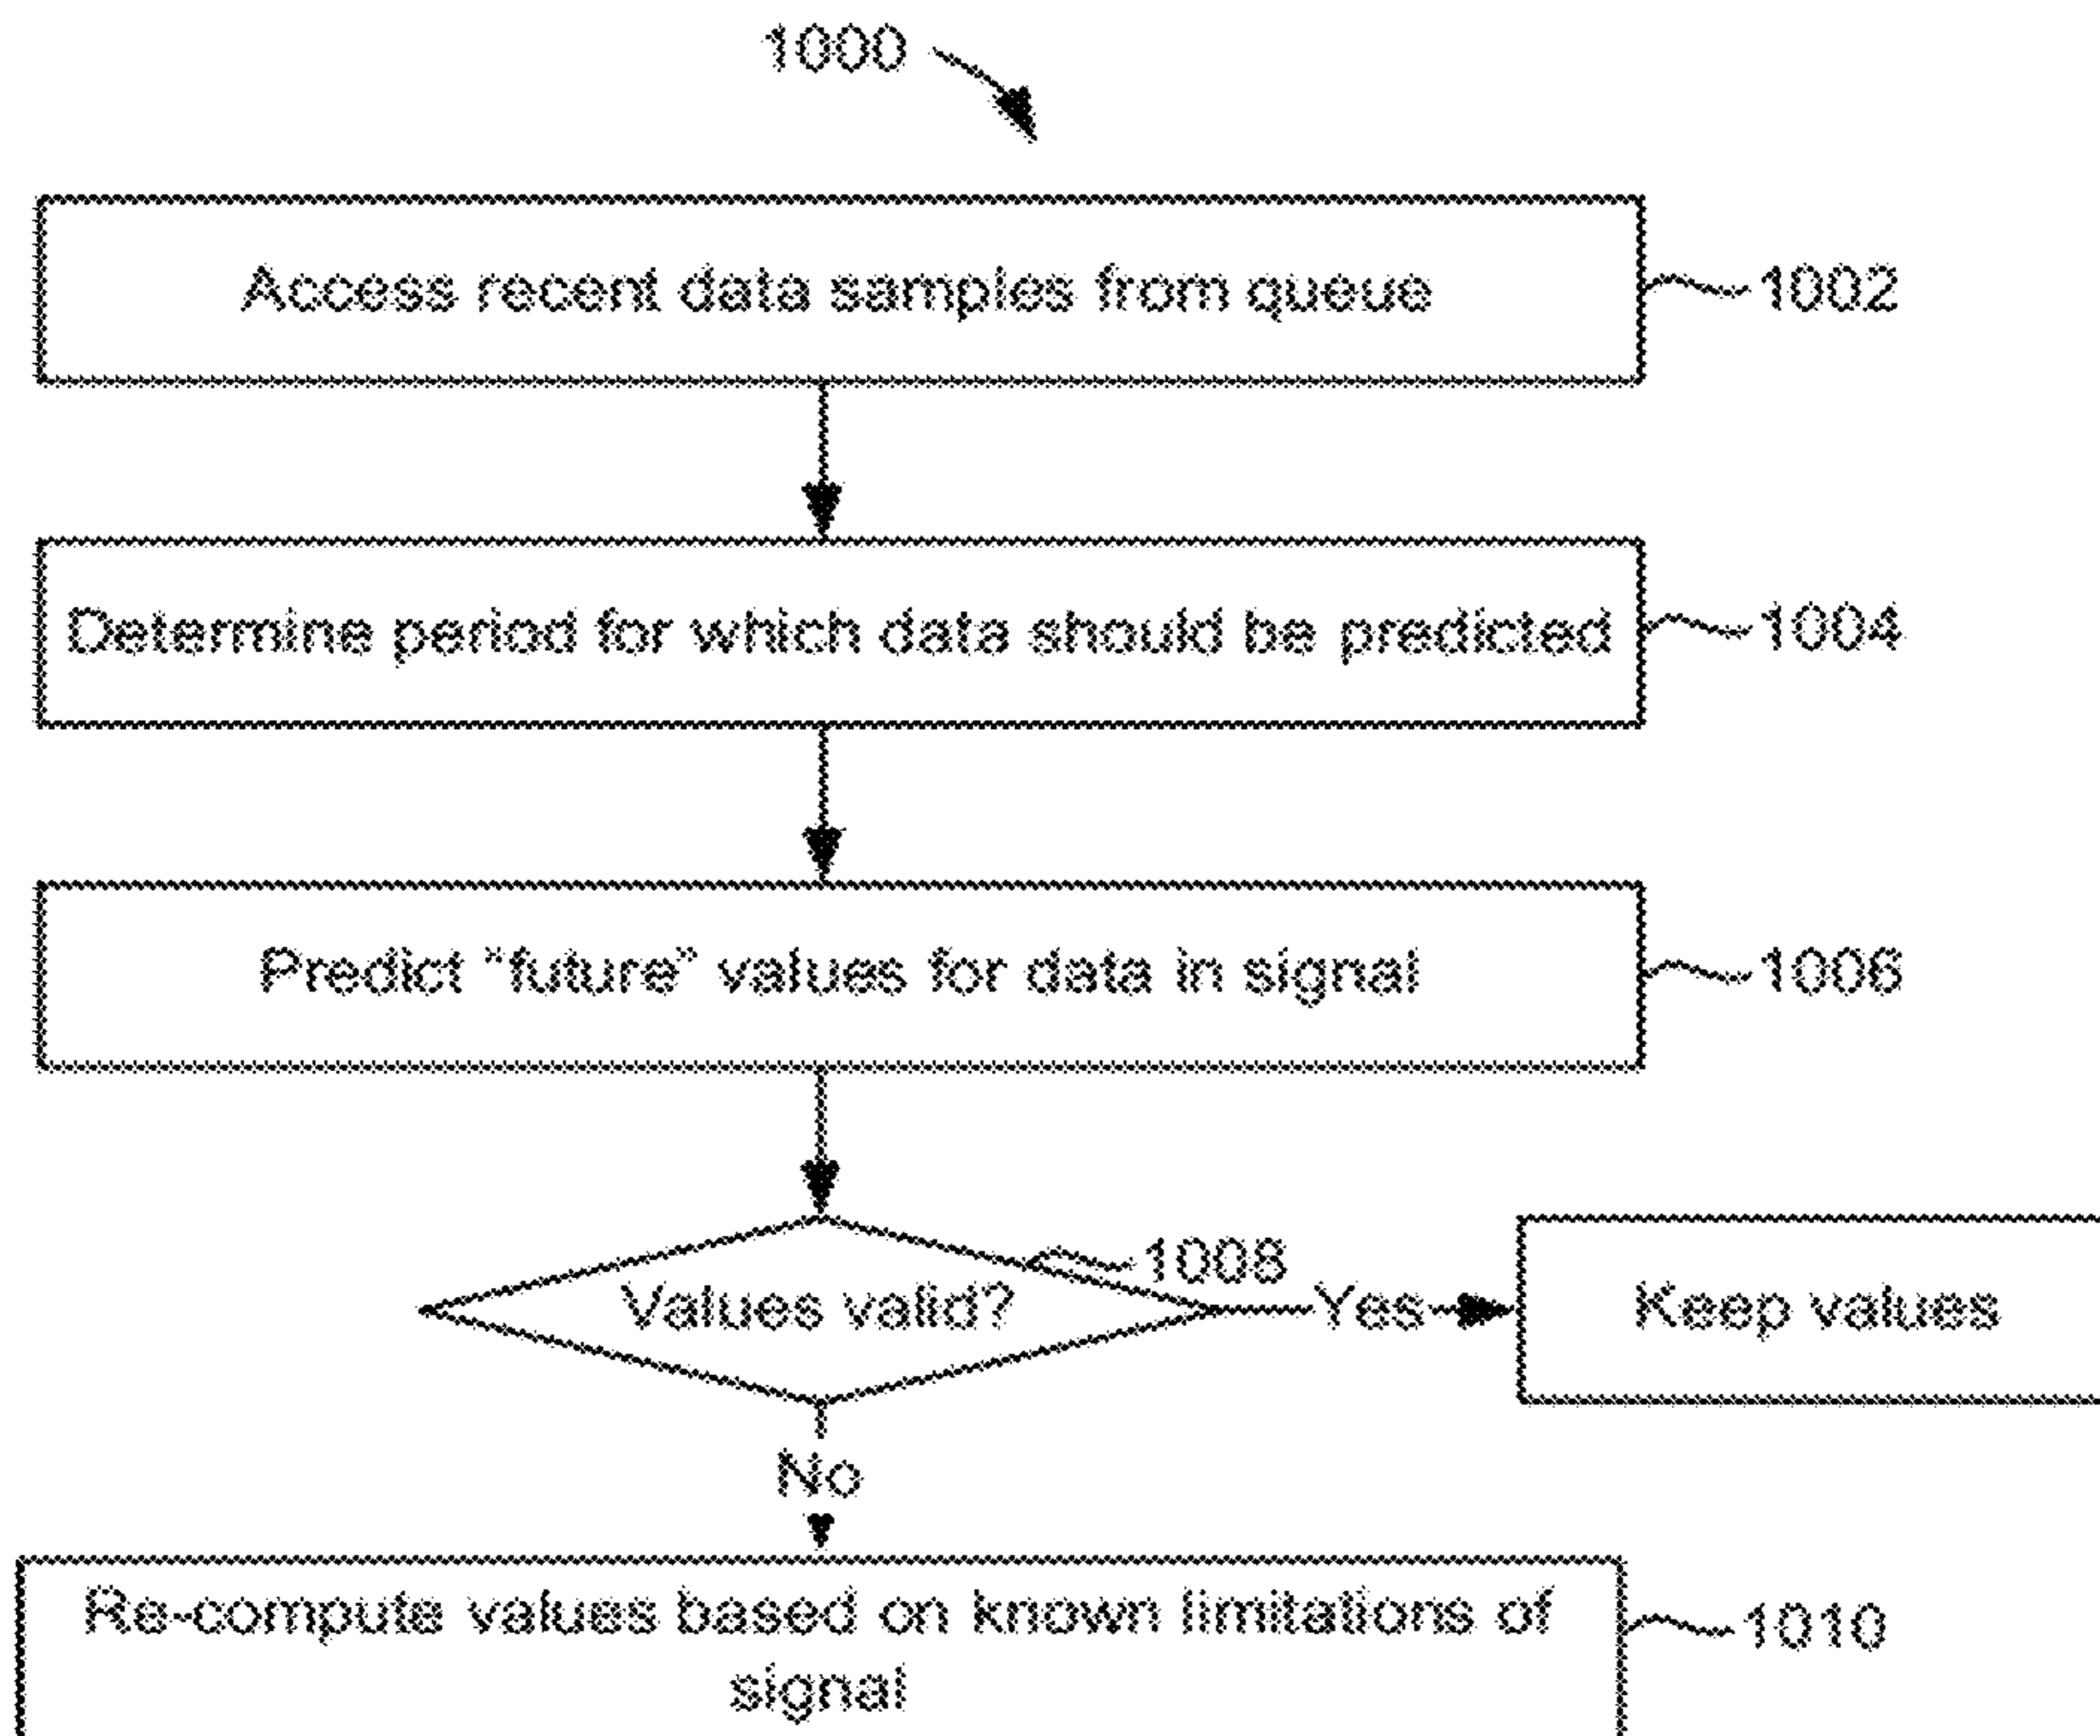 1000
Access recent data samples from queue
1002
Determine period for which data should be predicted
1004
Predict "future" values for data in signal
1006
1008
Values valid?
Yes
Keep values
No
Re-compute values based on known limitations of
signal
1010